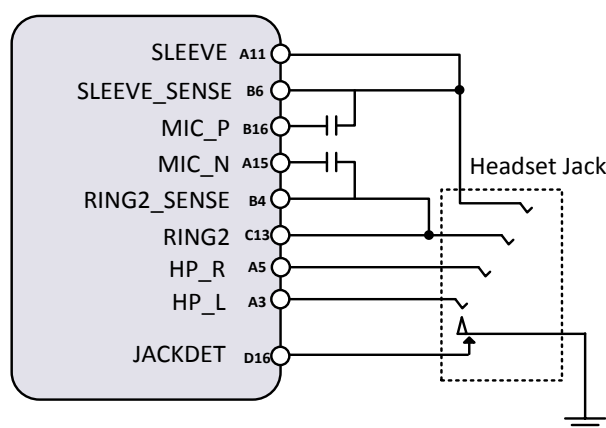 SLEEVE A11
SLEEVE_SENSE B6
MIC_P B16
MIC_N A15
Headset Jack
RING2_SENSE B4
RING2 C13
HP_R A5
HP_L A3
JACKDET D16